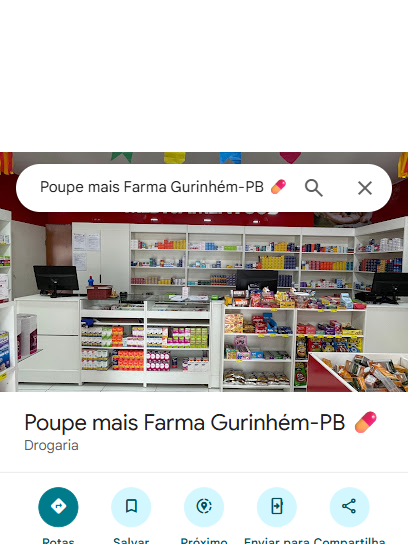 Poupe mais Farma Gurinhém-PB 💊
Poupe mais Farma Gurinhém-PB 💊
Drogaria
Rotas
Salvar
Próximo
Enviar para
Compartilha